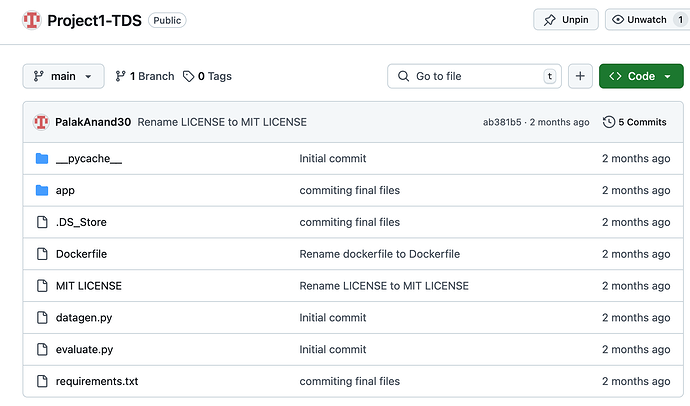 Project1-TDS Public Unpin Unwatch 1
main 1 Branch 0 Tags Go to file t Code
PalakAnand30 Rename LICENSE to MIT LICENSE ab381b5 · 2 months ago 5 Commits
__pycache__ Initial commit 2 months ago
app commiting final files 2 months ago
.DS_Store commiting final files 2 months ago
Dockerfile Rename dockerfile to Dockerfile 2 months ago
MIT LICENSE Rename LICENSE to MIT LICENSE 2 months ago
datagen.py Initial commit 2 months ago
evaluate.py Initial commit 2 months ago
requirements.txt commiting final files 2 months ago